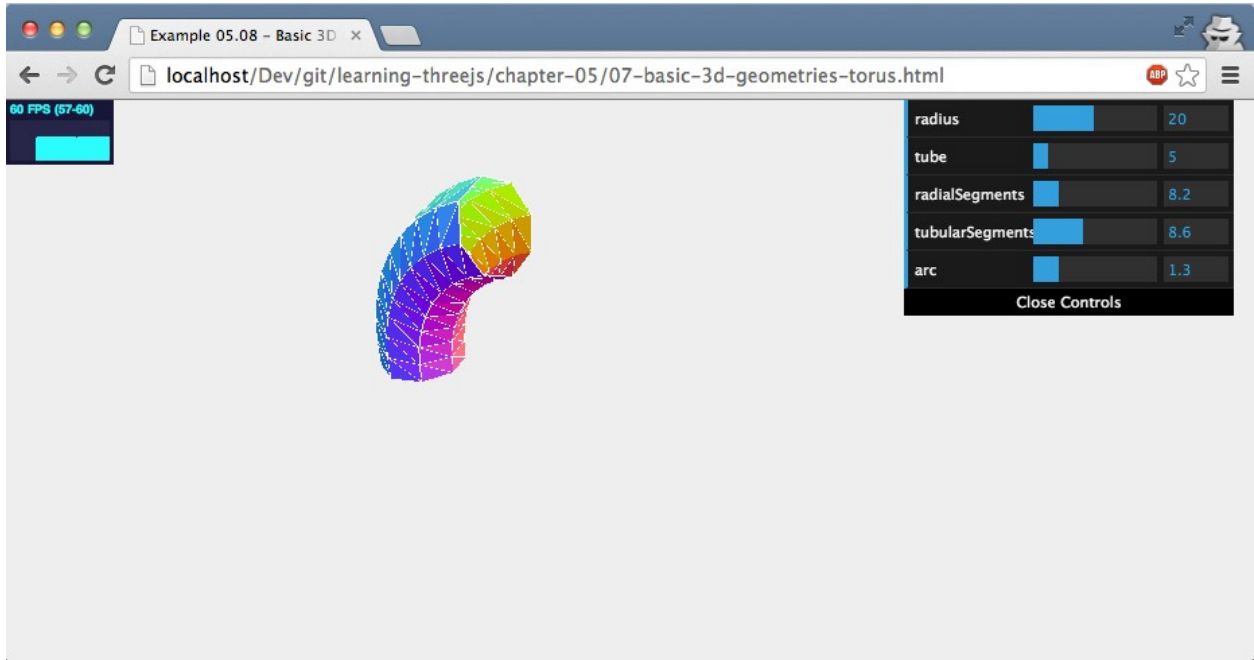 Example 05.08 – Basic 3D
localhost/Dev/git/learning-threejs/chapter-05/07-basic-3d-geometries-torus.html
ABP
60 FPS (57-60)
radius 20
tube 5
radialSegments 8.2
tubularSegments 8.6
arc 1.3
Close Controls